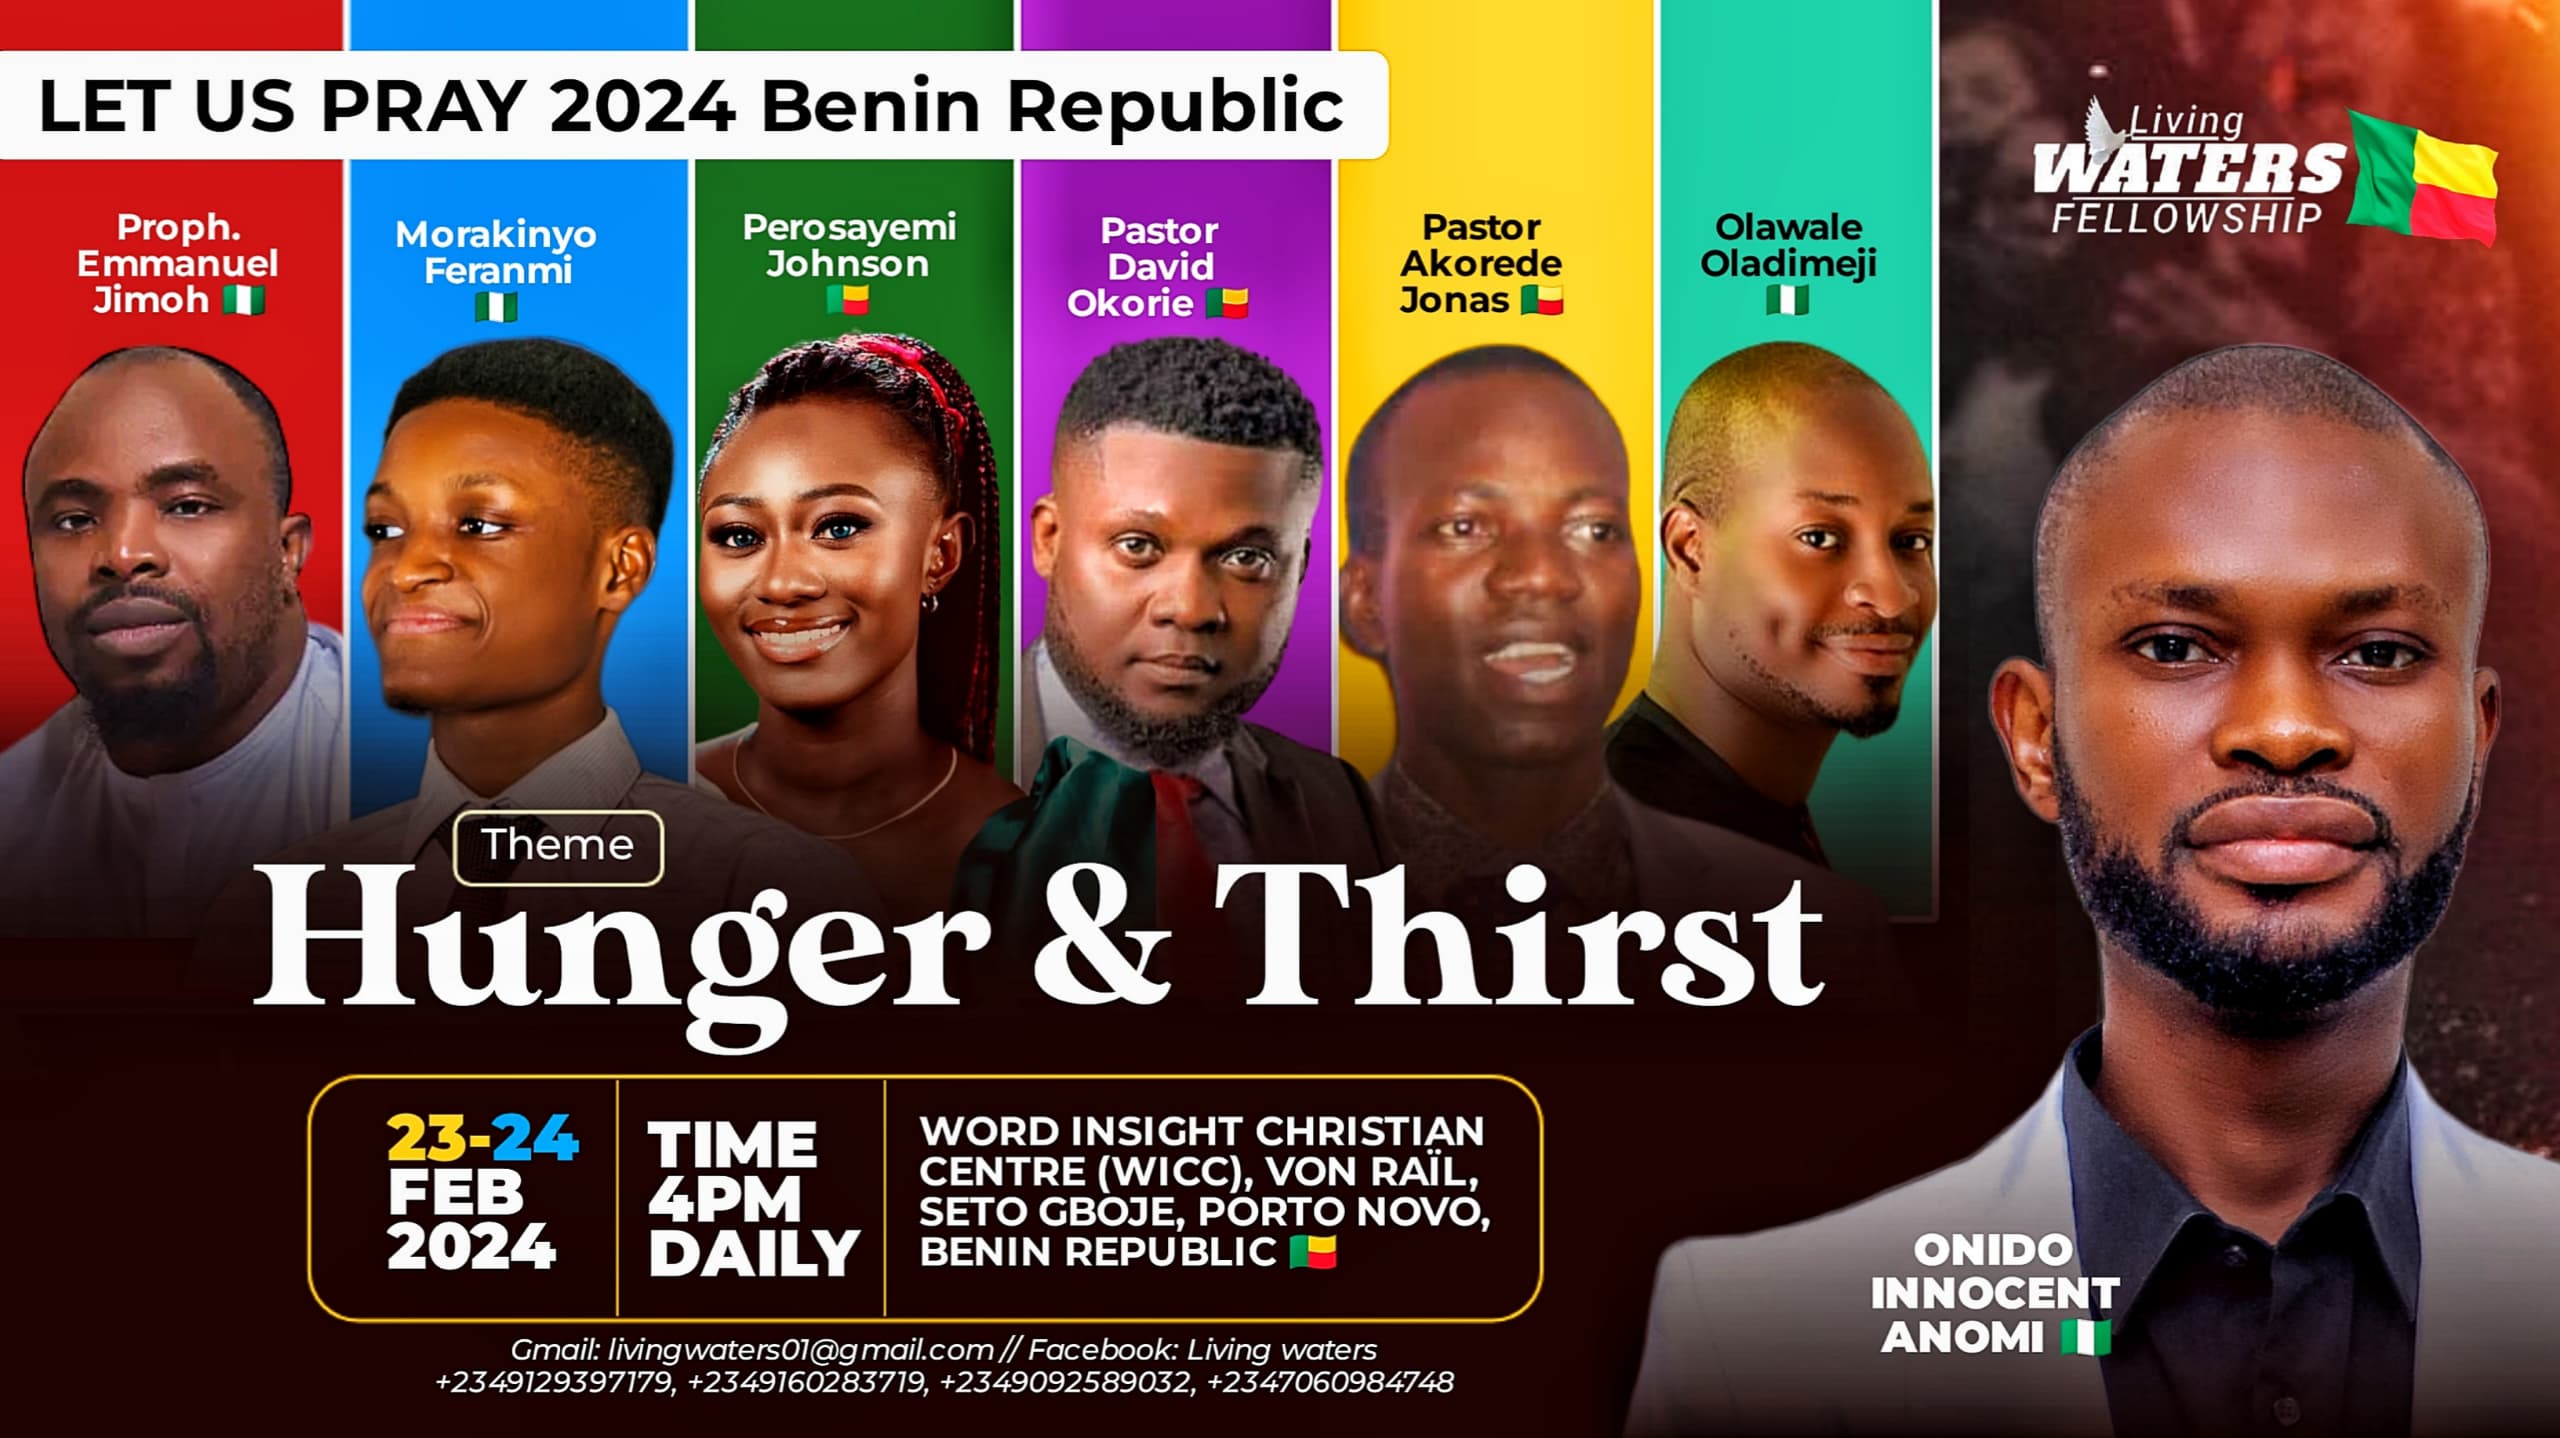 LET US PRAY 2024 Benin Republic
Living
WATERS
FELLOWSHIP
Proph.
Emmanuel
Jimoh
Morakinyo
Feranmi
Perosayemi
Johnson
Pastor
David
Okorie
Pastor
Akorede
Jonas
Olawale
Oladimeji
Theme
Hunger & Thirst
23-24
FEB
2024
TIME
4PM
DAILY
WORD INSIGHT CHRISTIAN
CENTRE (WICC), VON RAÏL,
SETO GBOJE, PORTO NOVO,
BENIN REPUBLIC
ONIDO
INNOCENT
ANOMI
Gmail: livingwaters01@gmail.com // Facebook: Living waters
+2349129397179, +2349160283719, +2349092589032, +2347060984748